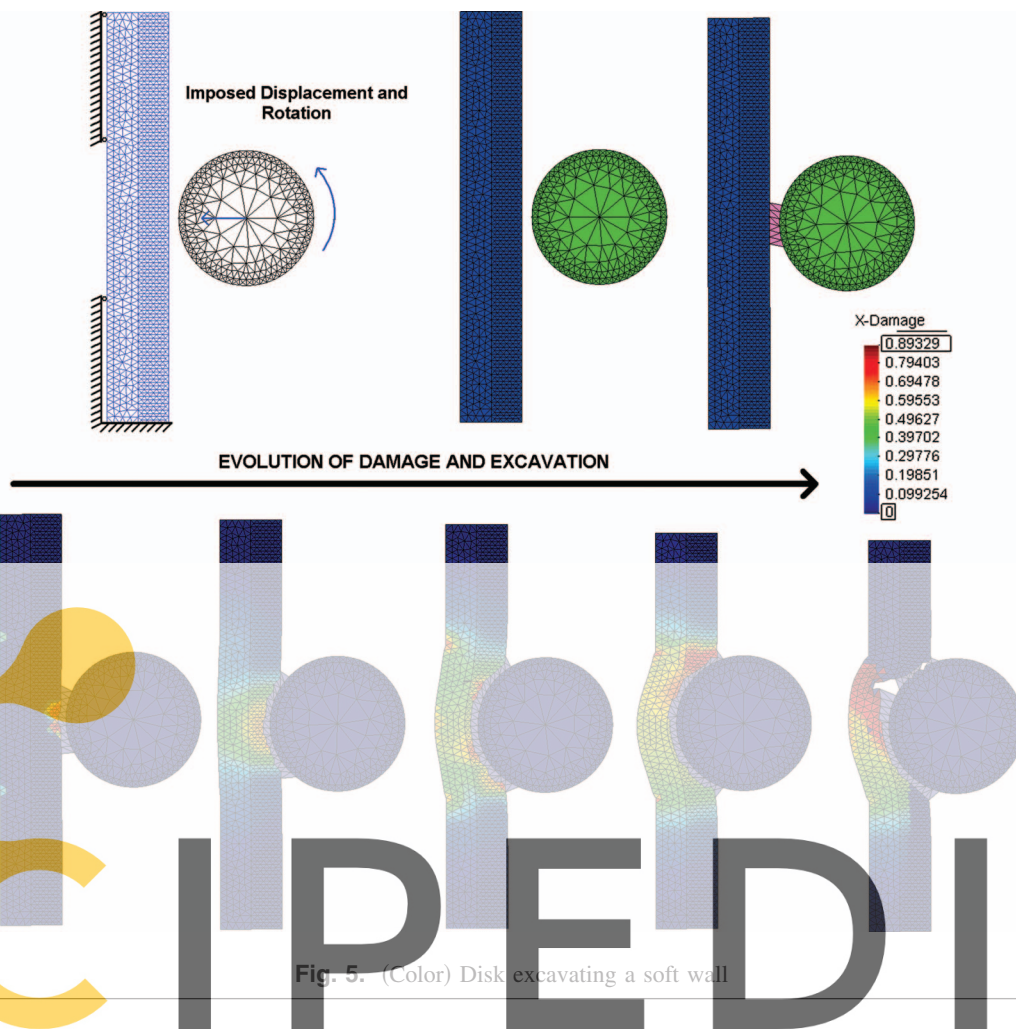 Imposed Displacement and
Rotation
X-Damage
0.89329
0.79403
0.69478
0.59553
0.49627
0.39702
0.29776
0.19851
0.099254
0
EVOLUTION OF DAMAGE AND EXCAVATION
CIPEDI
Fig. 5. (Color) Disk excavating a soft wall